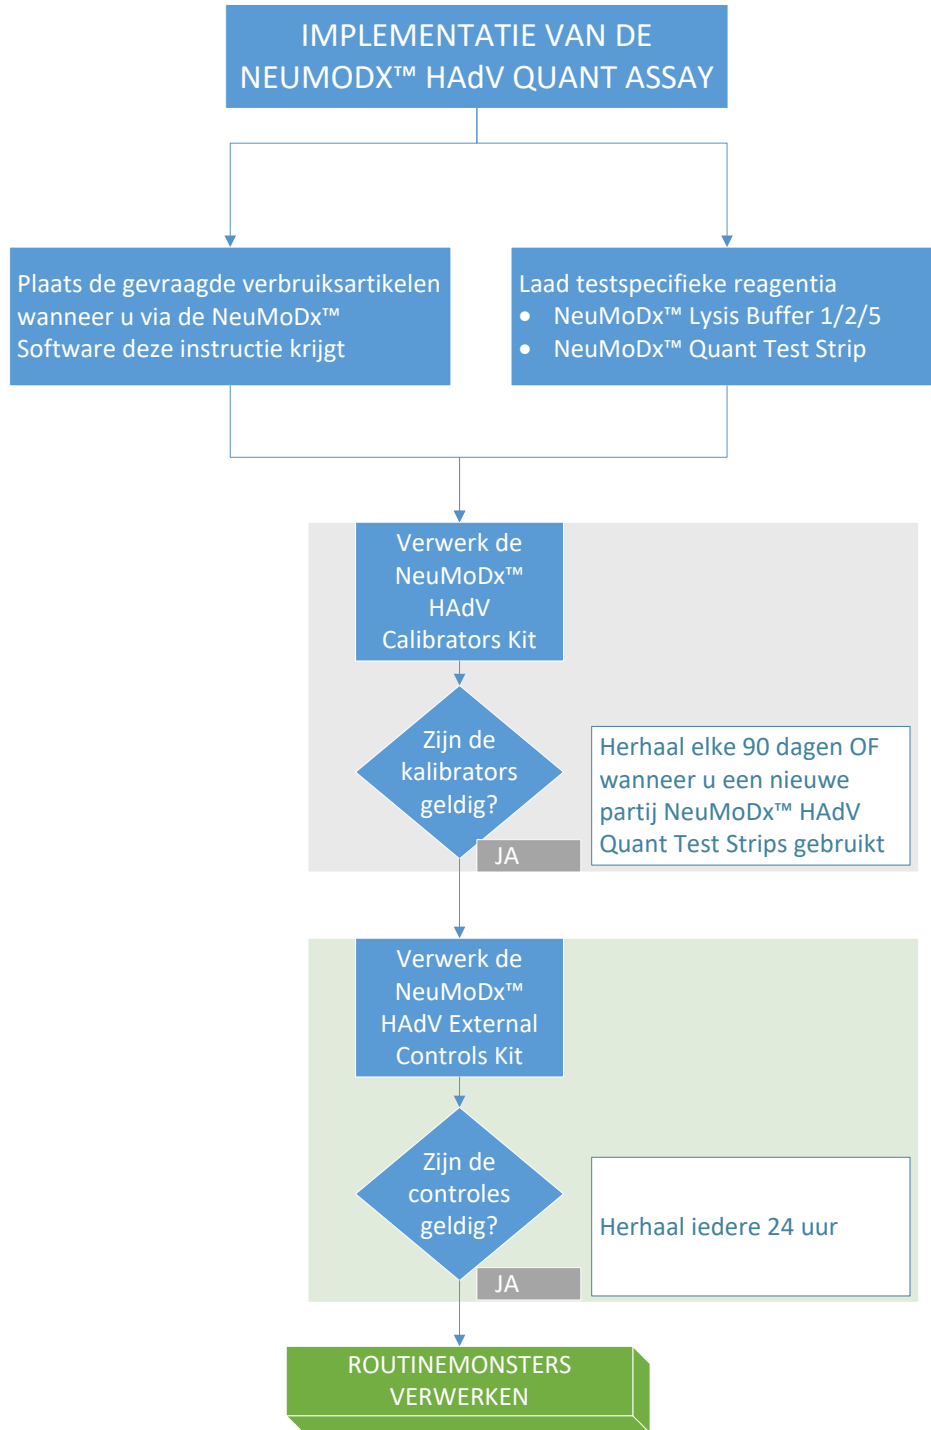 IMPLEMENTATIE VAN DE
NEUMODX™ HAdV QUANT ASSAY
Plaats de gevraagde verbruiksartikelen
wanneer u via de NeuMoDx™
Software deze instructie krijgt
Laad testspecifieke reagentia
• NeuMoDx™ Lysis Buffer 1/2/5
• NeuMoDx™ Quant Test Strip
Verwerk de
NeuMoDx™
HAdV
Calibrators Kit
Zijn de
kalibrators
geldig?
JA
Herhaal elke 90 dagen OF
wanneer u een nieuwe
partij NeuMoDx™ HAdV
Quant Test Strips gebruikt
Verwerk de
NeuMoDx™
HAdV External
Controls Kit
Zijn de
controles
geldig?
JA
Herhaal iedere 24 uur
ROUTINEMONSTERS
VERWERKEN